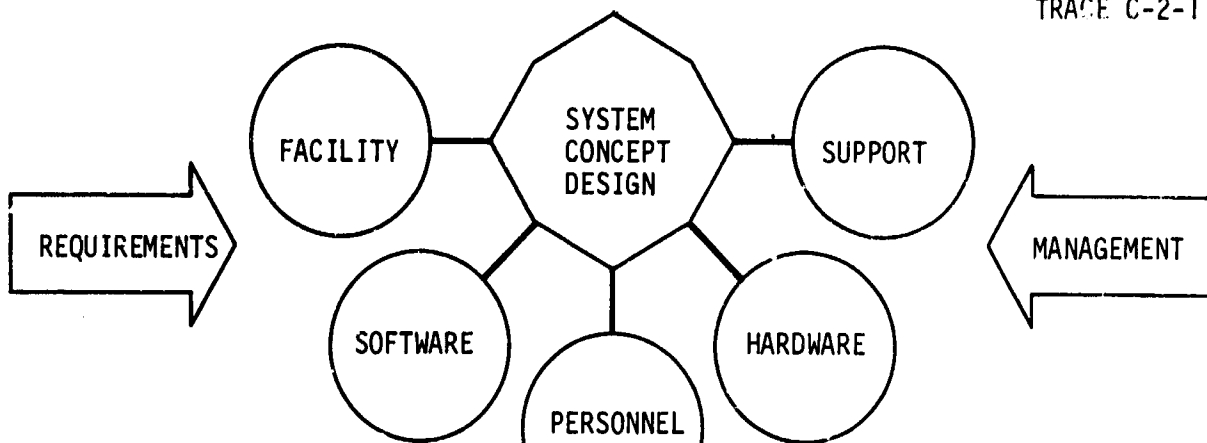 TRACE C-2-1
SYSTEM
CONCEPT
DESIGN
FACILITY
SUPPORT
REQUIREMENTS
MANAGEMENT
SOFTWARE
HARDWARE
PERSONNEL